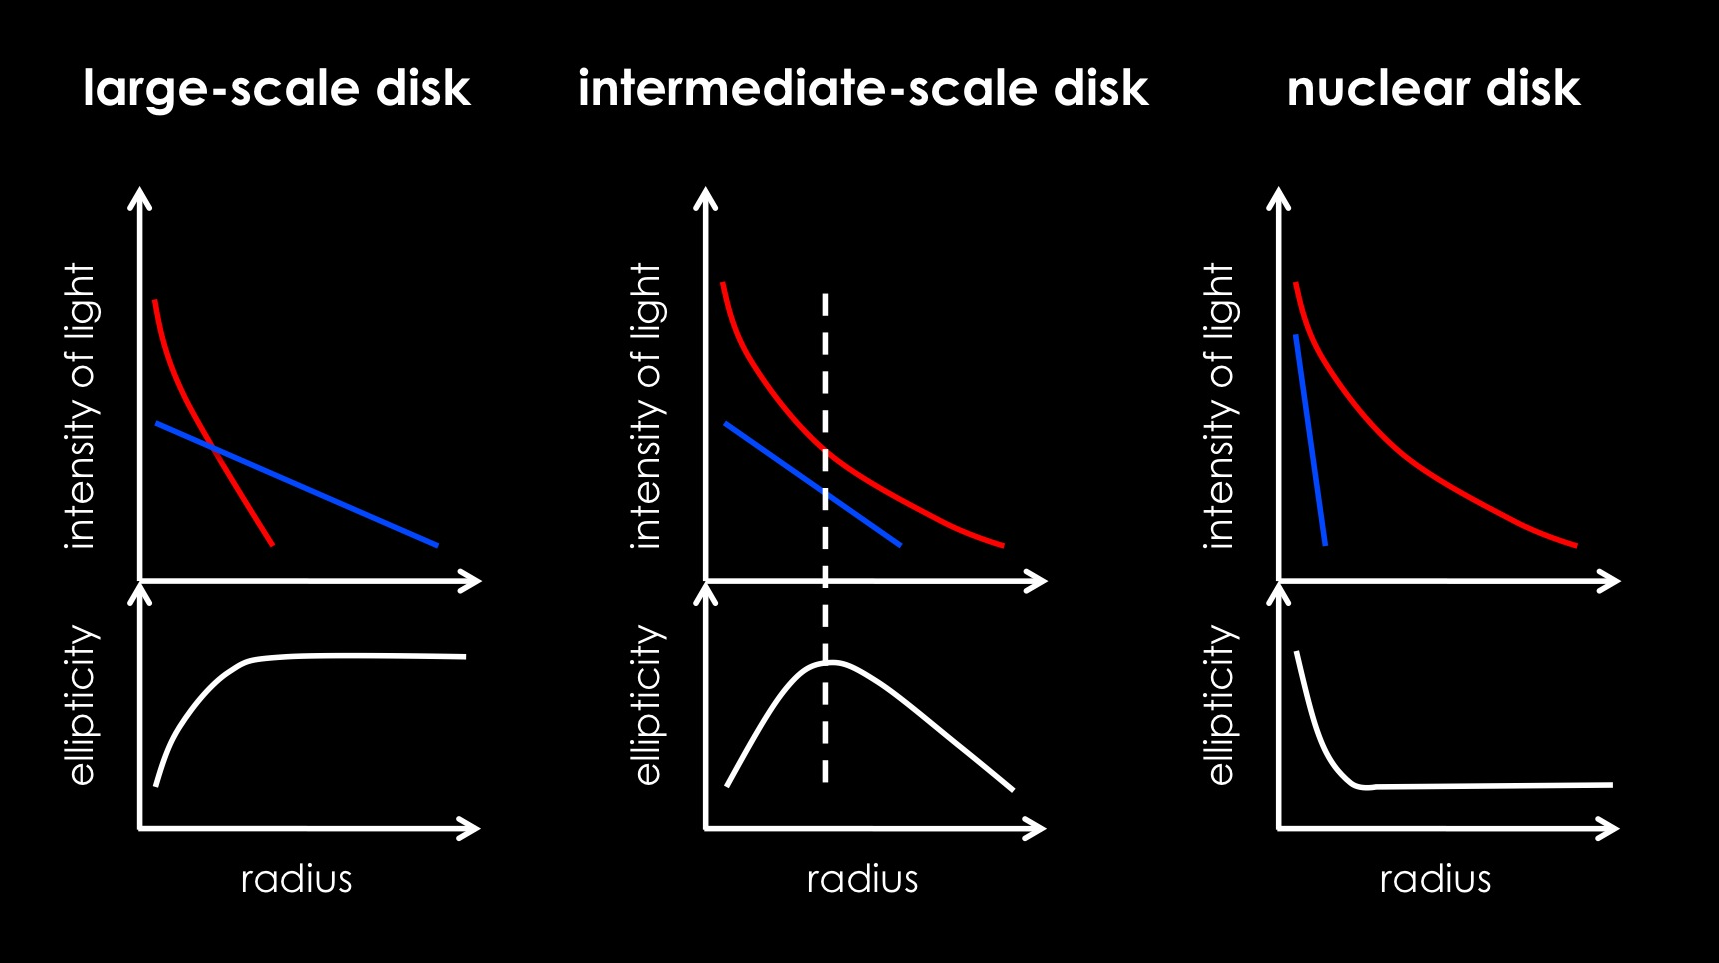 large-scale disk
intermediate-scale disk
nuclear disk
intensity of light
intensity of light
intensity of light
ellipticity
ellipticity
ellipticity
radius
radius
radius